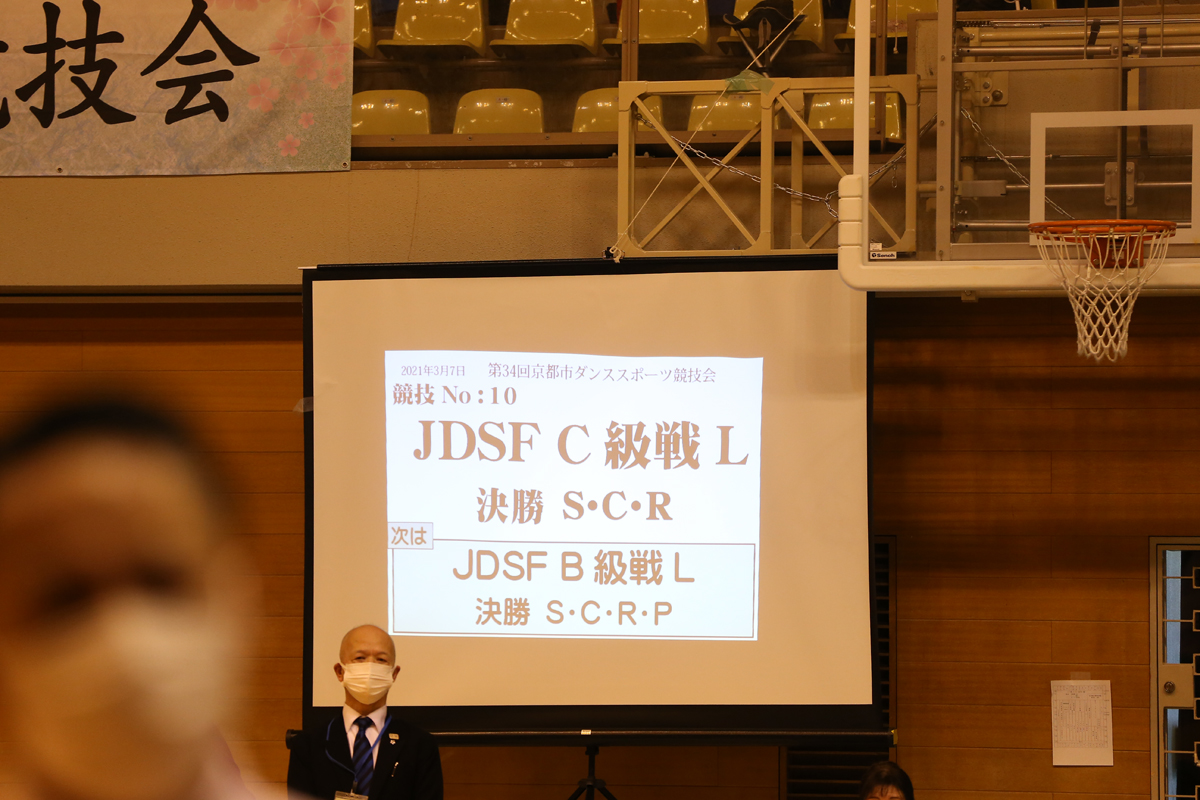 技会
2021年3月7日 第34回京都市ダンススポーツ競技会
競技 No : 10
JDSF C 級戦 L
決勝 S・C・R
次は
JDSF B 級戦 L
決勝 S・C・R・P
Senoh